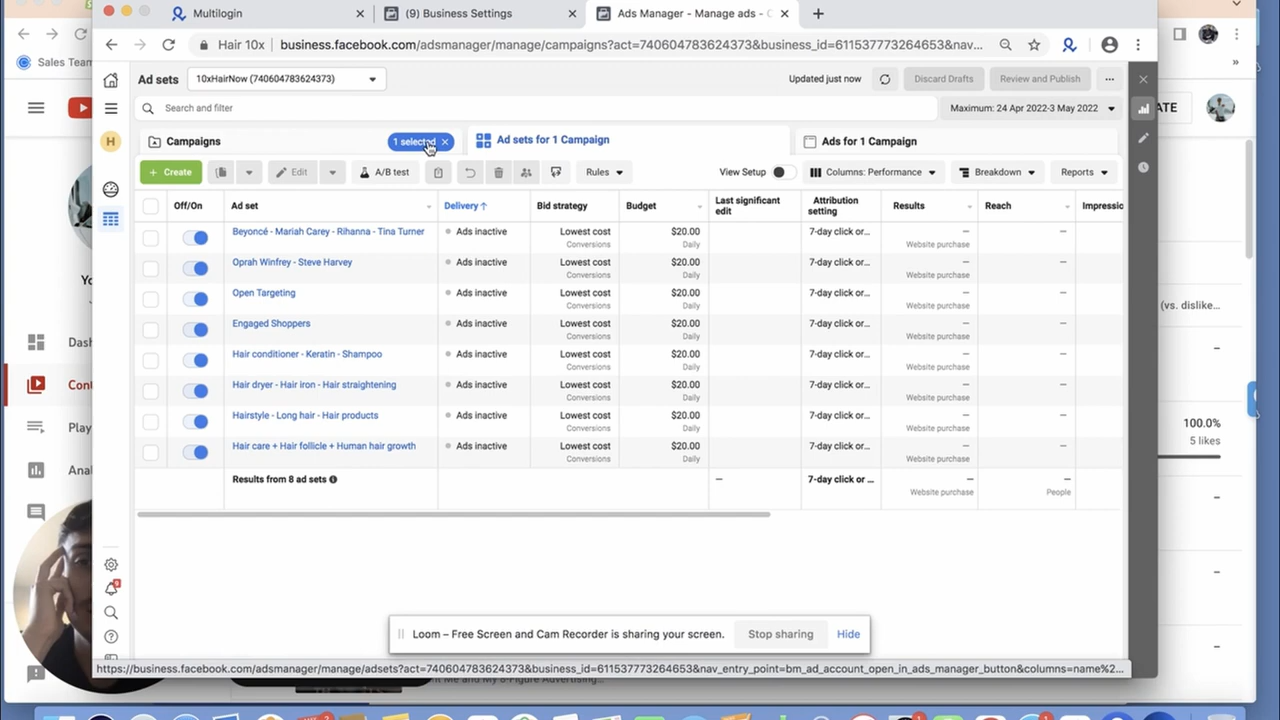 Multilogin
(9) Business Settings
Ads Manager - Manage ads - C
Hair 10x
business.facebook.com/adsmanager/manage/campaigns?act=740604783624373&business_id=611537773264653&nav...
Sales Team
Ad sets
10xHairNow (740604783624373)
Updated just now
Discard Drafts
Review and Publish
Search and filter
Maximum: 24 Apr 2022-3 May 2022
ATE
H
Campaigns
1 selected
Ad sets for 1 Campaign
Ads for 1 Campaign
+ Create
Edit
A/B test
Rules
View Setup
Columns: Performance
Breakdown
Reports
Off/On
Ad set
Delivery ↑
Bid strategy
Budget
Last significant edit
Attribution setting
Results
Reach
Impressio
Beyoncé - Mariah Carey - Rihanna - Tina Turner
Ads inactive
Lowest cost
Conversions
$20.00
Daily
7-day click or...
—
Website purchase
—
Oprah Winfrey - Steve Harvey
Ads inactive
Lowest cost
Conversions
$20.00
Daily
7-day click or...
—
Website purchase
—
Open Targeting
Ads inactive
Lowest cost
Conversions
$20.00
Daily
7-day click or...
—
Website purchase
—
Engaged Shoppers
Ads inactive
Lowest cost
Conversions
$20.00
Daily
7-day click or...
—
Website purchase
—
Hair conditioner - Keratin - Shampoo
Ads inactive
Lowest cost
Conversions
$20.00
Daily
7-day click or...
—
Website purchase
—
Hair dryer - Hair iron - Hair straightening
Ads inactive
Lowest cost
Conversions
$20.00
Daily
7-day click or...
—
Website purchase
—
Hairstyle - Long hair - Hair products
Ads inactive
Lowest cost
Conversions
$20.00
Daily
7-day click or...
—
Website purchase
—
Hair care + Hair follicle + Human hair growth
Ads inactive
Lowest cost
Conversions
$20.00
Daily
7-day click or...
—
Website purchase
—
Results from 8 ad sets
—
7-day click or ...
—
Website purchase
—
People
Yo
Dash
Con
Play
Anal
(vs. dislike...
100.0%
5 likes
Loom – Free Screen and Cam Recorder is sharing your screen.
Stop sharing
Hide
https://business.facebook.com/adsmanager/manage/adsets?act=740604783624373&business_id=611537773264653&nav_entry_point=bm_ad_account_open_in_ads_manager_button&columns=name%2...